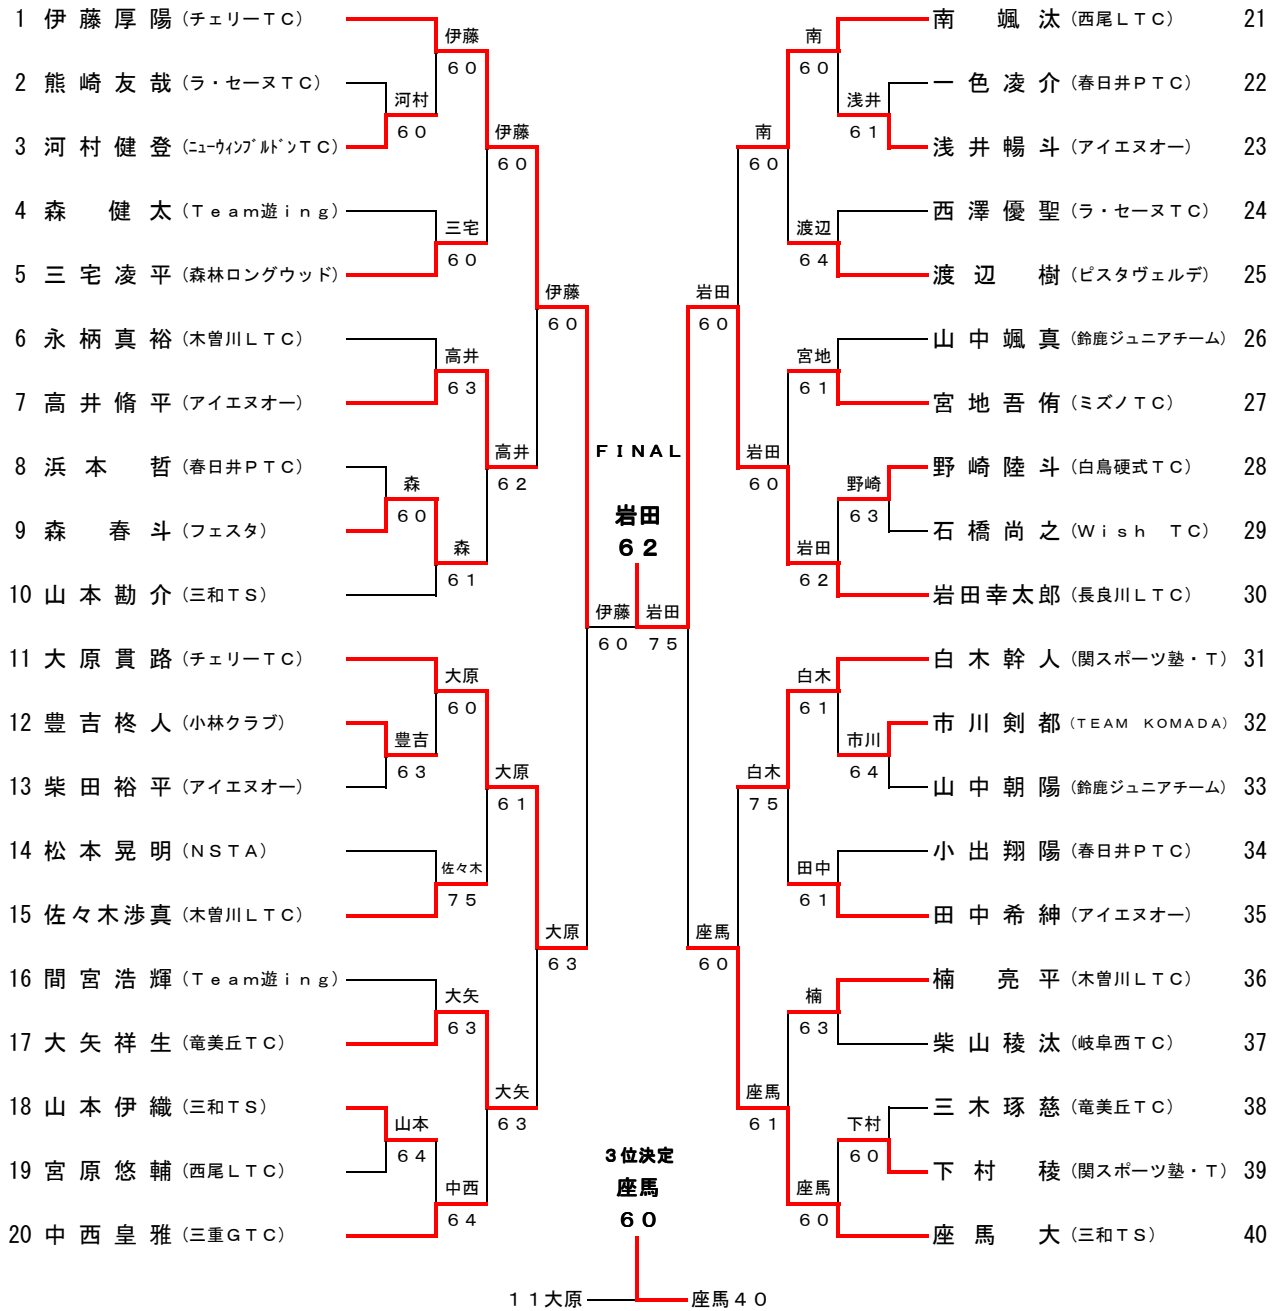 1 伊藤厚陽 (チェリーTC)
2 熊崎友哉 (ラ・セーヌTC)
3 河村健登 (ニューウィンブルドンTC)
4 森 健太 (Team遊ing)
5 三宅凌平 (森林ロングウッド)
6 永柄真裕 (木曽川LTC)
7 高井脩平 (アイエヌオー)
8 浜本 哲 (春日井PTC)
9 森 春斗 (フェスタ)
10 山本勘介 (三和TS)
11 大原貫路 (チェリーTC)
12 豊吉柊人 (小林クラブ)
13 柴田裕平 (アイエヌオー)
14 松本晃明 (NSTA)
15 佐々木渉真 (木曽川LTC)
16 間宮浩輝 (Team遊ing)
17 大矢祥生 (竜美丘TC)
18 山本伊織 (三和TS)
19 宮原悠輔 (西尾LTC)
20 中西皇雅 (三重GTC)
河村
60
森
60
豊吉
63
山本
64
伊藤
60
三宅
60
高井
63
森
61
大原
60
佐々木
75
大矢
63
中西
64
伊藤
60
高井
62
大原
61
大矢
63
伊藤
60
大原
63
伊藤
60
FINAL
岩田
62
岩田
75
3位決定
座馬
60
11大原
座馬40
岩田
60
座馬
60
南
60
岩田
60
白木
75
座馬
61
南
60
渡辺
64
宮地
61
岩田
62
白木
61
田中
61
楠
63
座馬
60
浅井
61
野崎
63
市川
64
下村
60
南 颯汰 (西尾LTC) 21
一色凌介 (春日井PTC) 22
浅井暢斗 (アイエヌオー) 23
西澤優聖 (ラ・セーヌTC) 24
渡辺 樹 (ピスタヴェルデ) 25
山中颯真 (鈴鹿ジュニアチーム) 26
宮地吾侑 (ミズノTC) 27
野崎陸斗 (白鳥硬式TC) 28
石橋尚之 (Wish TC) 29
岩田幸太郎 (長良川LTC) 30
白木幹人 (関スポーツ塾・T) 31
市川剣都 (TEAM KOMADA) 32
山中朝陽 (鈴鹿ジュニアチーム) 33
小出翔陽 (春日井PTC) 34
田中希紳 (アイエヌオー) 35
楠 亮平 (木曽川LTC) 36
柴山稜汰 (岐阜西TC) 37
三木琢慈 (竜美丘TC) 38
下村 稜 (関スポーツ塾・T) 39
座馬 大 (三和TS) 40